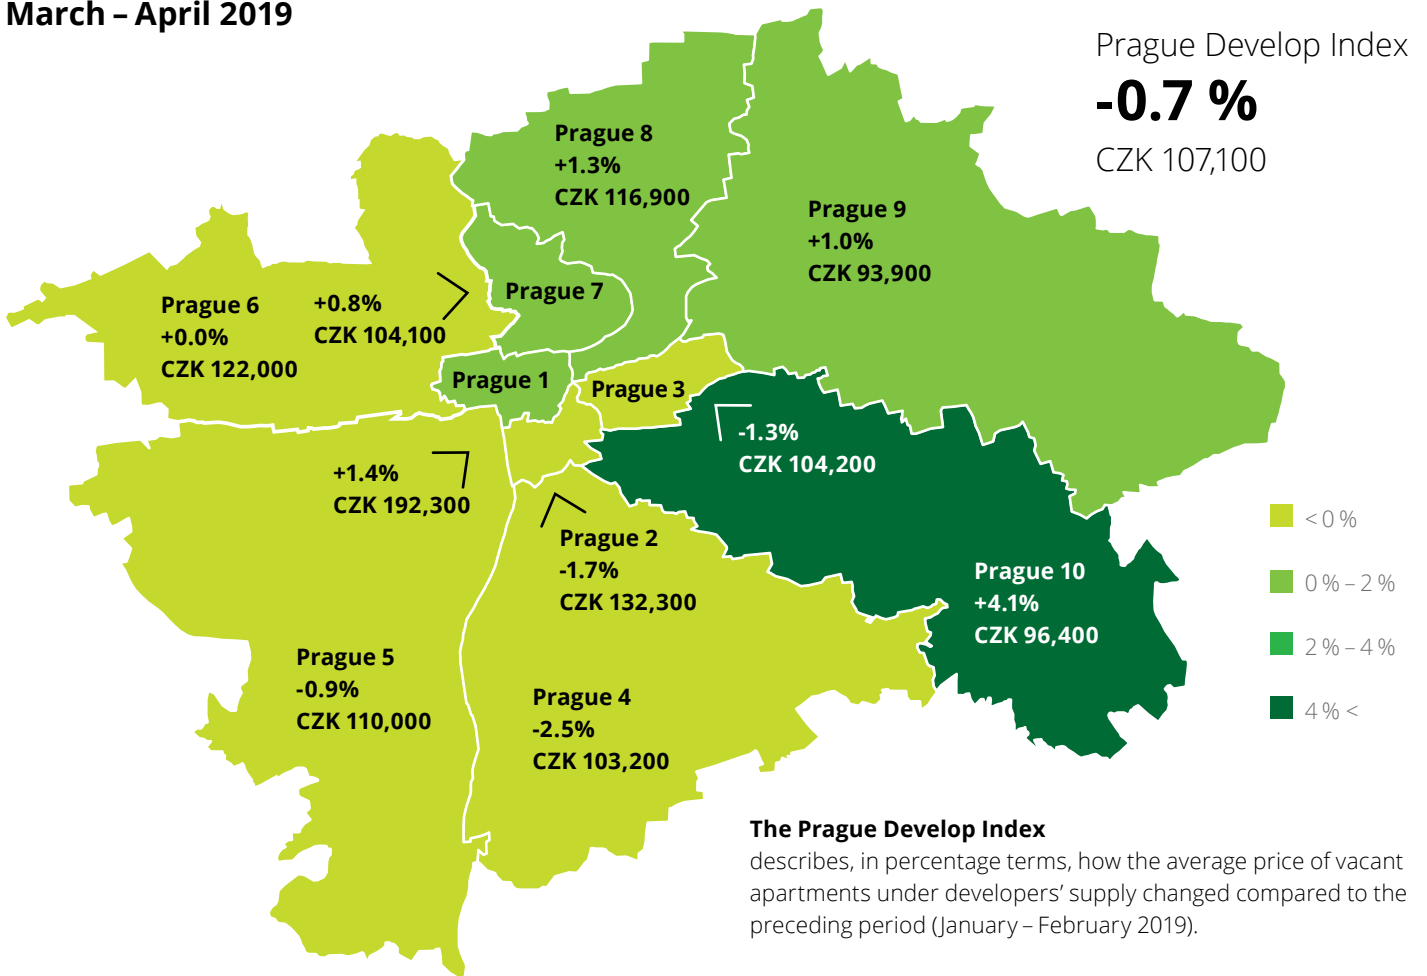 March – April 2019
Prague Develop Index
-0.7 %
CZK 107,100
Prague 8
+1.3%
CZK 116,900
Prague 9
+1.0%
CZK 93,900
Prague 7
+0.8%
CZK 104,100
Prague 6
+0.0%
CZK 122,000
Prague 1
+1.4%
CZK 192,300
Prague 3
-1.3%
CZK 104,200
Prague 2
-1.7%
CZK 132,300
Prague 10
+4.1%
CZK 96,400
Prague 5
-0.9%
CZK 110,000
Prague 4
-2.5%
CZK 103,200
< 0 %
0 % – 2 %
2 % – 4 %
4 % <
The Prague Develop Index
describes, in percentage terms, how the average price of vacant
apartments under developers’ supply changed compared to the
preceding period (January – February 2019).